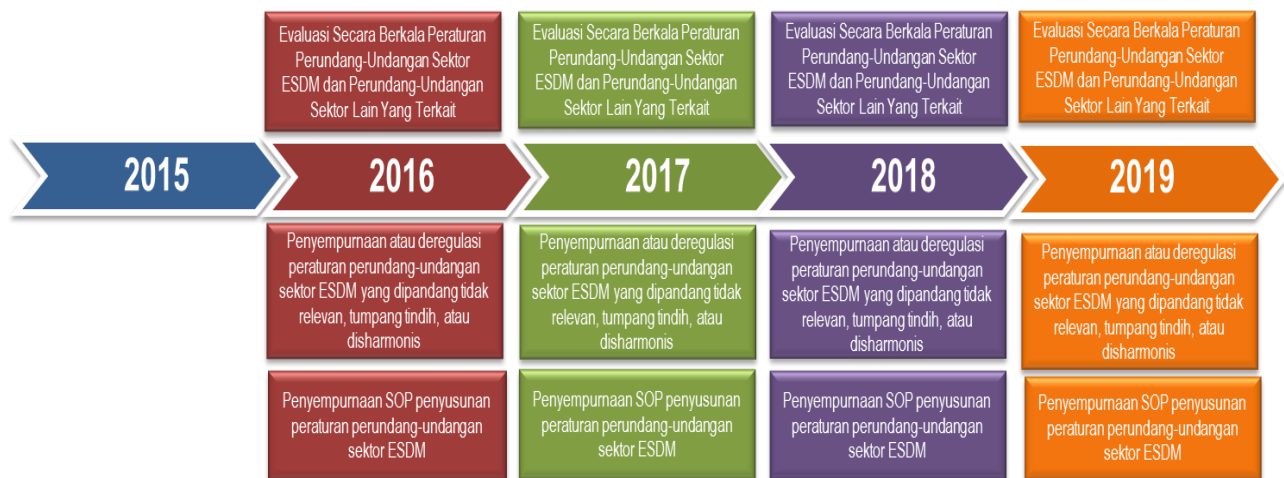 Evaluasi Secara Berkala Peraturan
Perundang-Undangan Sektor
ESDM dan Perundang-Undangan
Sektor Lain Yang Terkait
Evaluasi Secara Berkala Peraturan
Perundang-Undangan Sektor
ESDM dan Perundang-Undangan
Sektor Lain Yang Terkait
Evaluasi Secara Berkala Peraturan
Perundang-Undangan Sektor
ESDM dan Perundang-Undangan
Sektor Lain Yang Terkait
Evaluasi Secara Berkala Peraturan
Perundang-Undangan Sektor
ESDM dan Perundang-Undangan
Sektor Lain Yang Terkait
2015
2016
2017
2018
2019
Penyempurnaan atau deregulasi
peraturan perundang-undangan
sektor ESDM yang dipandang tidak
relevan, tumpang tindih, atau
disharmonis
Penyempurnaan atau deregulasi
peraturan perundang-undangan
sektor ESDM yang dipandang tidak
relevan, tumpang tindih, atau
disharmonis
Penyempurnaan atau deregulasi
peraturan perundang-undangan
sektor ESDM yang dipandang tidak
relevan, tumpang tindih, atau
disharmonis
Penyempurnaan atau deregulasi
peraturan perundang-undangan
sektor ESDM yang dipandang tidak
relevan, tumpang tindih, atau
disharmonis
Penyempurnaan SOP penyusunan
peraturan perundang-undangan
sektor ESDM
Penyempurnaan SOP penyusunan
peraturan perundang-undangan
sektor ESDM
Penyempurnaan SOP penyusunan
peraturan perundang-undangan
sektor ESDM
Penyempurnaan SOP penyusunan
peraturan perundang-undangan
sektor ESDM